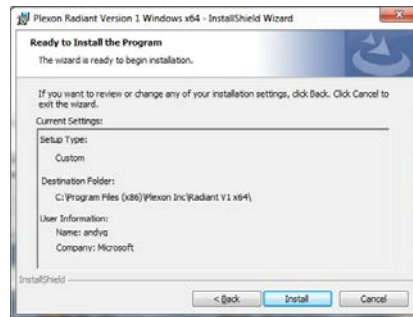 Plexon Radiant Version 1 Windows x64 - InstallShield Wizard
Ready to Install the Program
The wizard is ready to begin installation.
If you want to review or change any of your installation settings, click Back. Click Cancel to
exit the wizard.
Current Settings:
Setup Type:
Custom
Destination Folder:
C:\Program Files (x86)\Plexon Inc\Radiant V1 x64\
User Information:
Name: andyg
Company: Microsoft
InstallShield
< Back
Install
Cancel